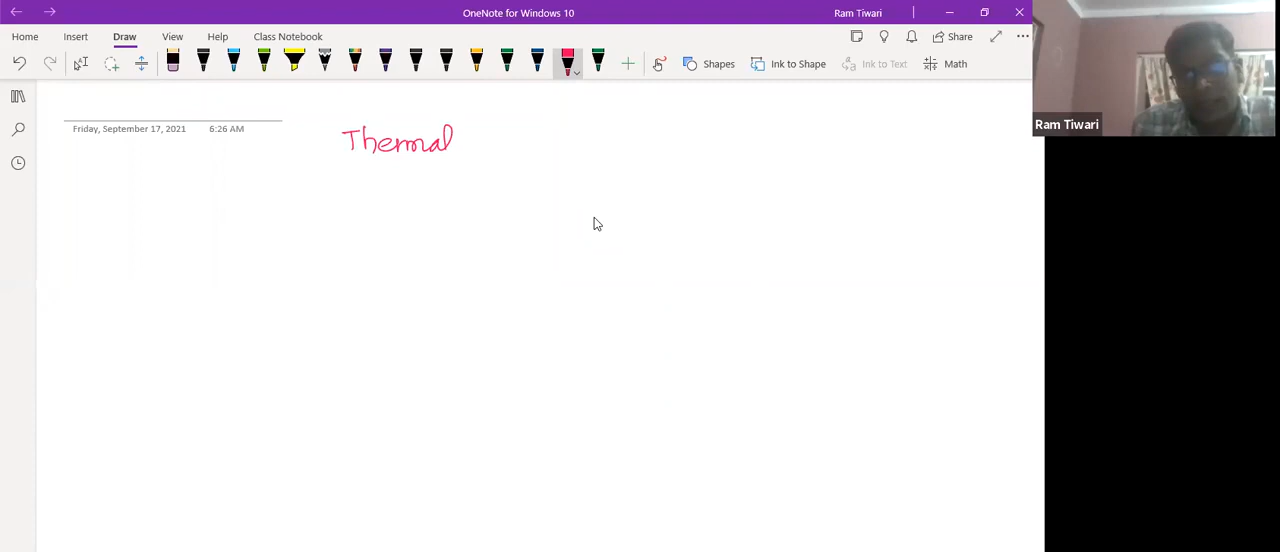 OneNote for Windows 10
Ram Tiwari
Home Insert Draw View Help Class Notebook
Share
Shapes Ink to Shape Ink to Text Math
Ram Tiwari
Friday, September 17, 2021 6:26 AM
Thermal